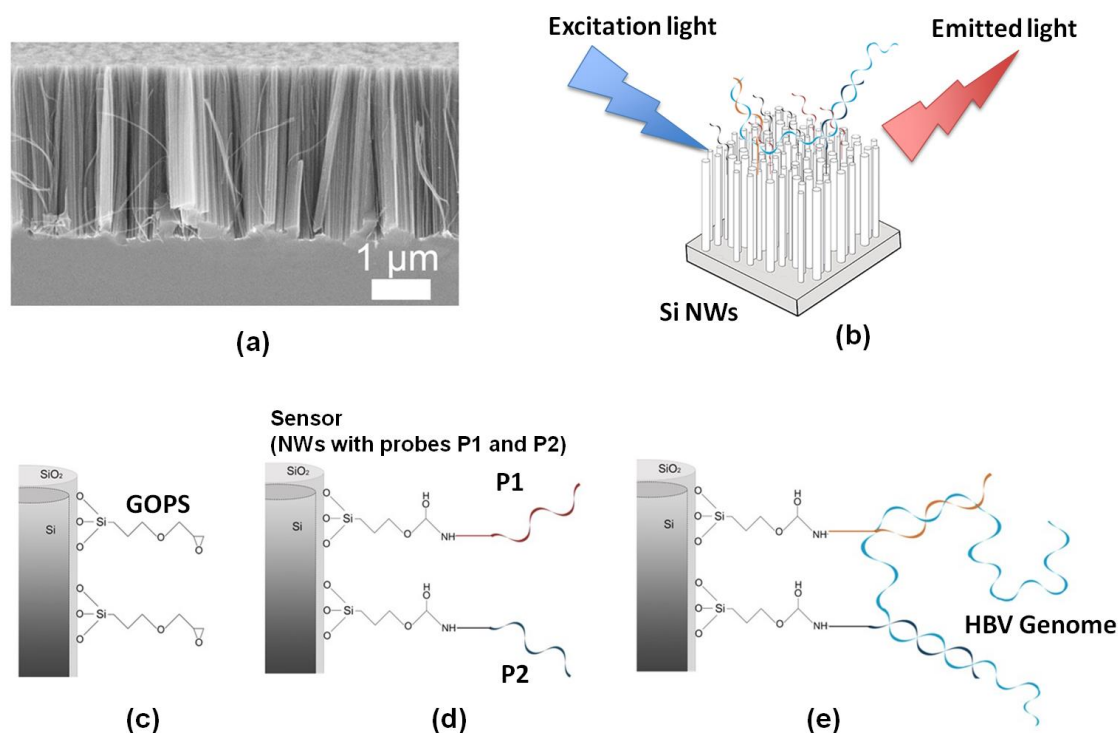 1 µm
(a)
Excitation light
Emitted light
Si NWs
(b)
SiO₂
Si
O
O
O
Si
O
O
GOPS
O
O
O
Si
O
O
(c)
Sensor
(NWs with probes P1 and P2)
SiO₂
Si
O
O
O
Si
O
H
O
NH
P1
O
O
O
Si
O
H
O
NH
P2
(d)
SiO₂
Si
O
O
O
Si
O
H
O
NH
O
O
O
Si
O
H
O
NH
HBV Genome
(e)